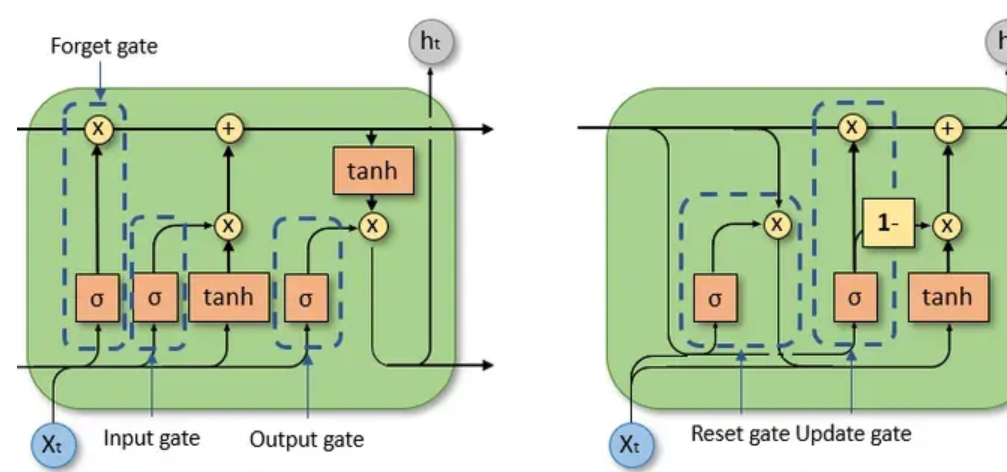 Forget gate
ht
x
+
tanh
x
x
σ
σ
tanh
σ
Xt
Input gate
Output gate
h
x
+
x
1-
x
σ
σ
tanh
Xt
Reset gate Update gate